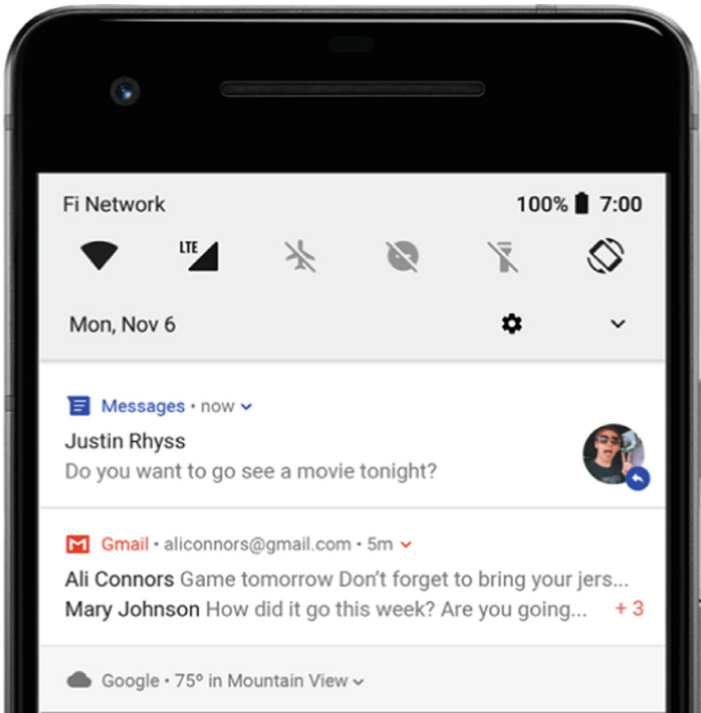 Fi Network 100% 7:00
LTE
Mon, Nov 6
Messages • now
Justin Rhyss
Do you want to go see a movie tonight?
Gmail • aliconnors@gmail.com • 5m
Ali Connors Game tomorrow Don't forget to bring your jers...
Mary Johnson How did it go this week? Are you going... + 3
Google • 75º in Mountain View